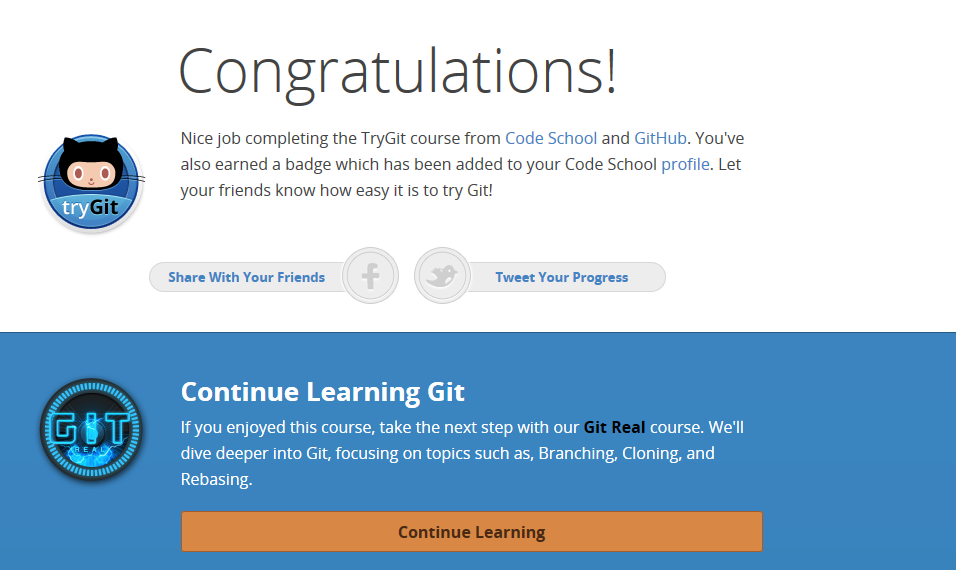 Congratulations!
Nice job completing the TryGit course from Code School and GitHub. You've
also earned a badge which has been added to your Code School profile. Let
your friends know how easy it is to try Git!
tryGit
Share With Your Friends
f
Tweet Your Progress
Continue Learning Git
If you enjoyed this course, take the next step with our Git Real course. We'll
dive deeper into Git, focusing on topics such as, Branching, Cloning, and
Rebasing.
GIT
REAL
Continue Learning